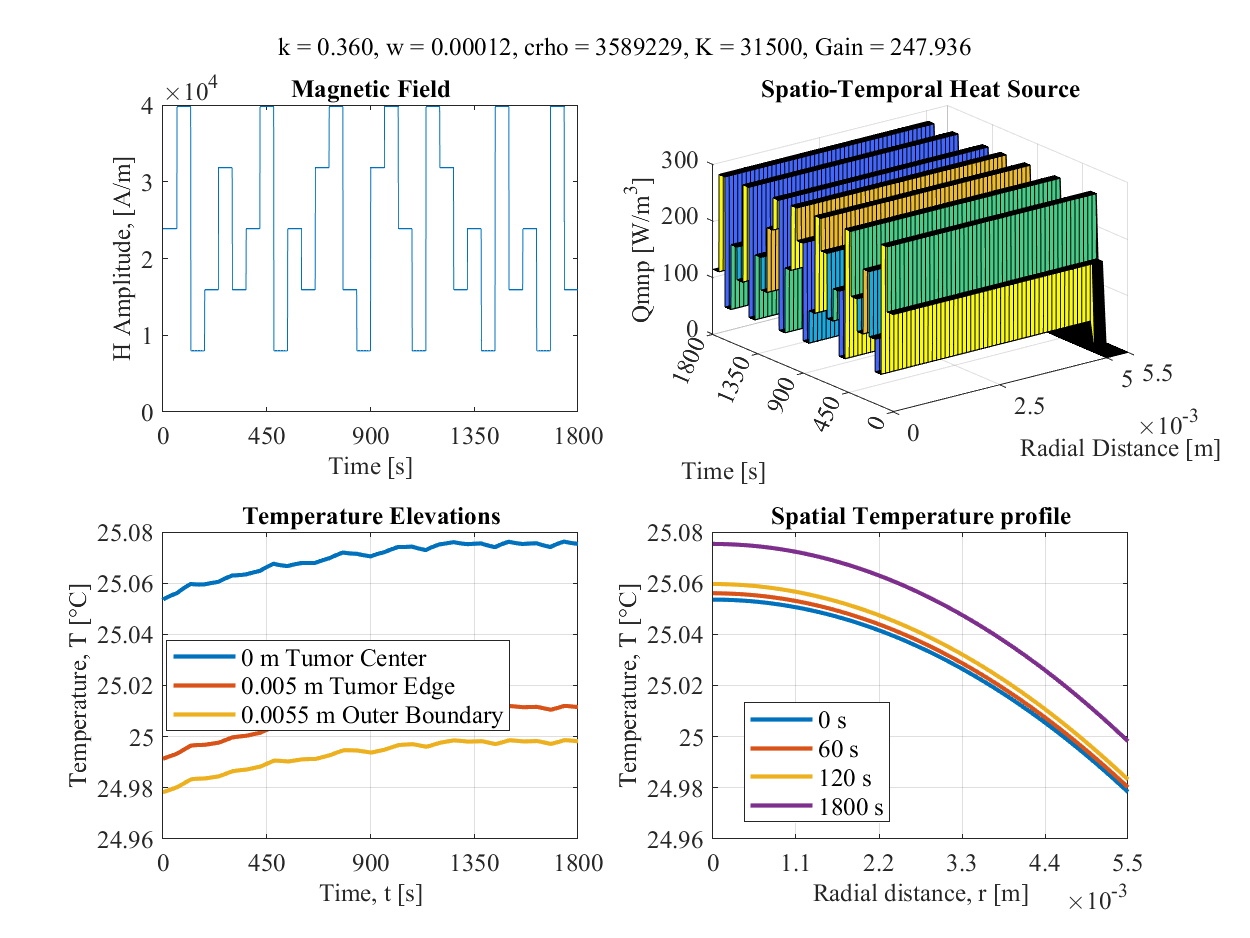 k = 0.360, w = 0.00012, crho = 3589229, K = 31500, Gain = 247.936
Magnetic Field
×10⁴
4
3
2
1
0
H Amplitude, [A/m]
0 450 900 1350 1800
Time [s]
Spatio-Temporal Heat Source
300
200
100
0
Qmnp [W/m³]
1800 1350 900 450 0
Time [s]
0 2.5 5 5.5
×10⁻³
Radial Distance [m]
Temperature Elevations
25.08
25.06
25.04
25.02
25
24.98
24.96
Temperature, T [°C]
0 m Tumor Center
0.005 m Tumor Edge
0.0055 m Outer Boundary
0 450 900 1350 1800
Time, t [s]
Spatial Temperature profile
25.08
25.06
25.04
25.02
25
24.98
24.96
Temperature, T [°C]
0 s
60 s
120 s
1800 s
0 1.1 2.2 3.3 4.4 5.5
Radial distance, r [m]
×10⁻³